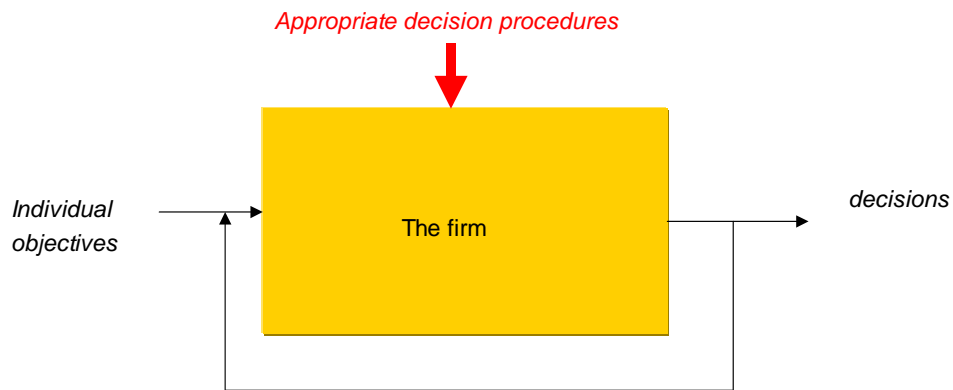 Appropriate decision procedures
Individual
objectives
The firm
decisions